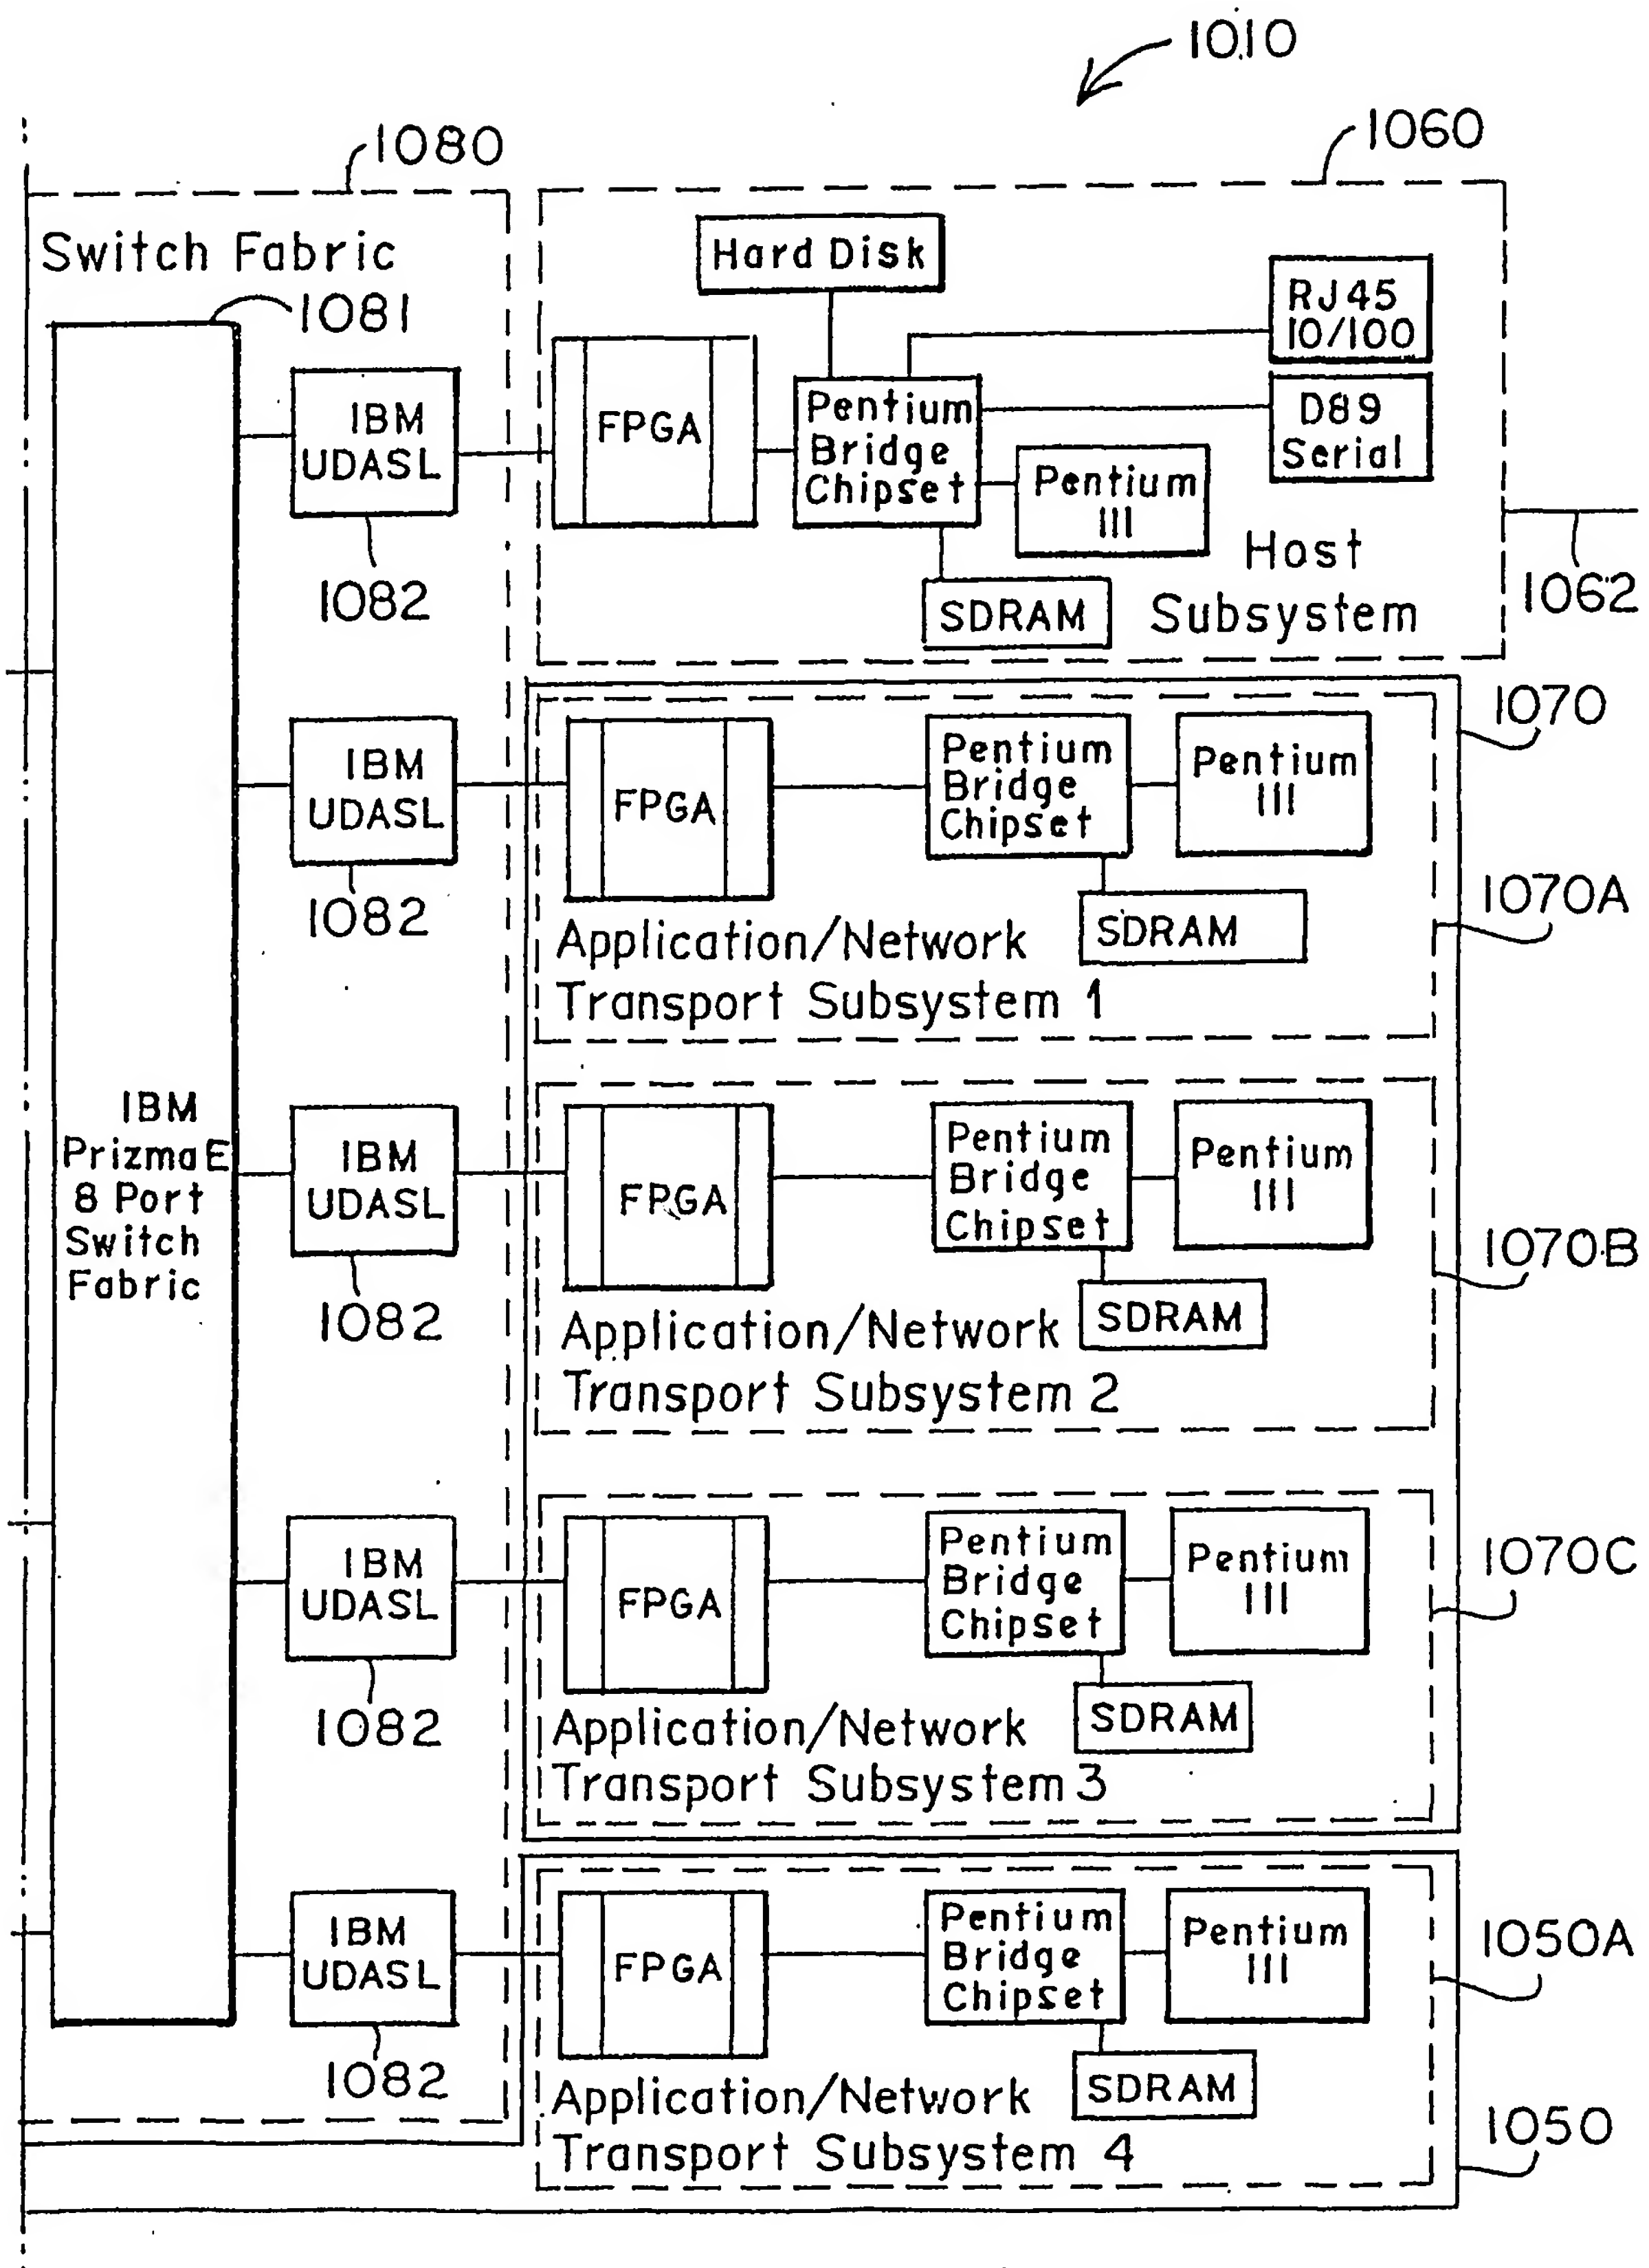 1010
1080
1060
Switch Fabric
1081
Hard Disk
RJ45
10/100
IBM
UDASL
FPGA
Pentium
Bridge
Chipset
D89
Serial
Pentium
III
1082
SDRAM
Host
Subsystem
1062
IBM
UDASL
FPGA
Pentium
Bridge
Chipset
Pentium
III
1070
1082
SDRAM
1070A
Application/Network
Transport Subsystem 1
IBM
PrizmaE
8 Port
Switch
Fabric
IBM
UDASL
FPGA
Pentium
Bridge
Chipset
Pentium
III
1082
SDRAM
1070B
Application/Network
Transport Subsystem 2
IBM
UDASL
FPGA
Pentium
Bridge
Chipset
Pentium
III
1070C
1082
SDRAM
Application/Network
Transport Subsystem 3
IBM
UDASL
FPGA
Pentium
Bridge
Chipset
Pentium
III
1050A
1082
SDRAM
Application/Network
Transport Subsystem 4
1050